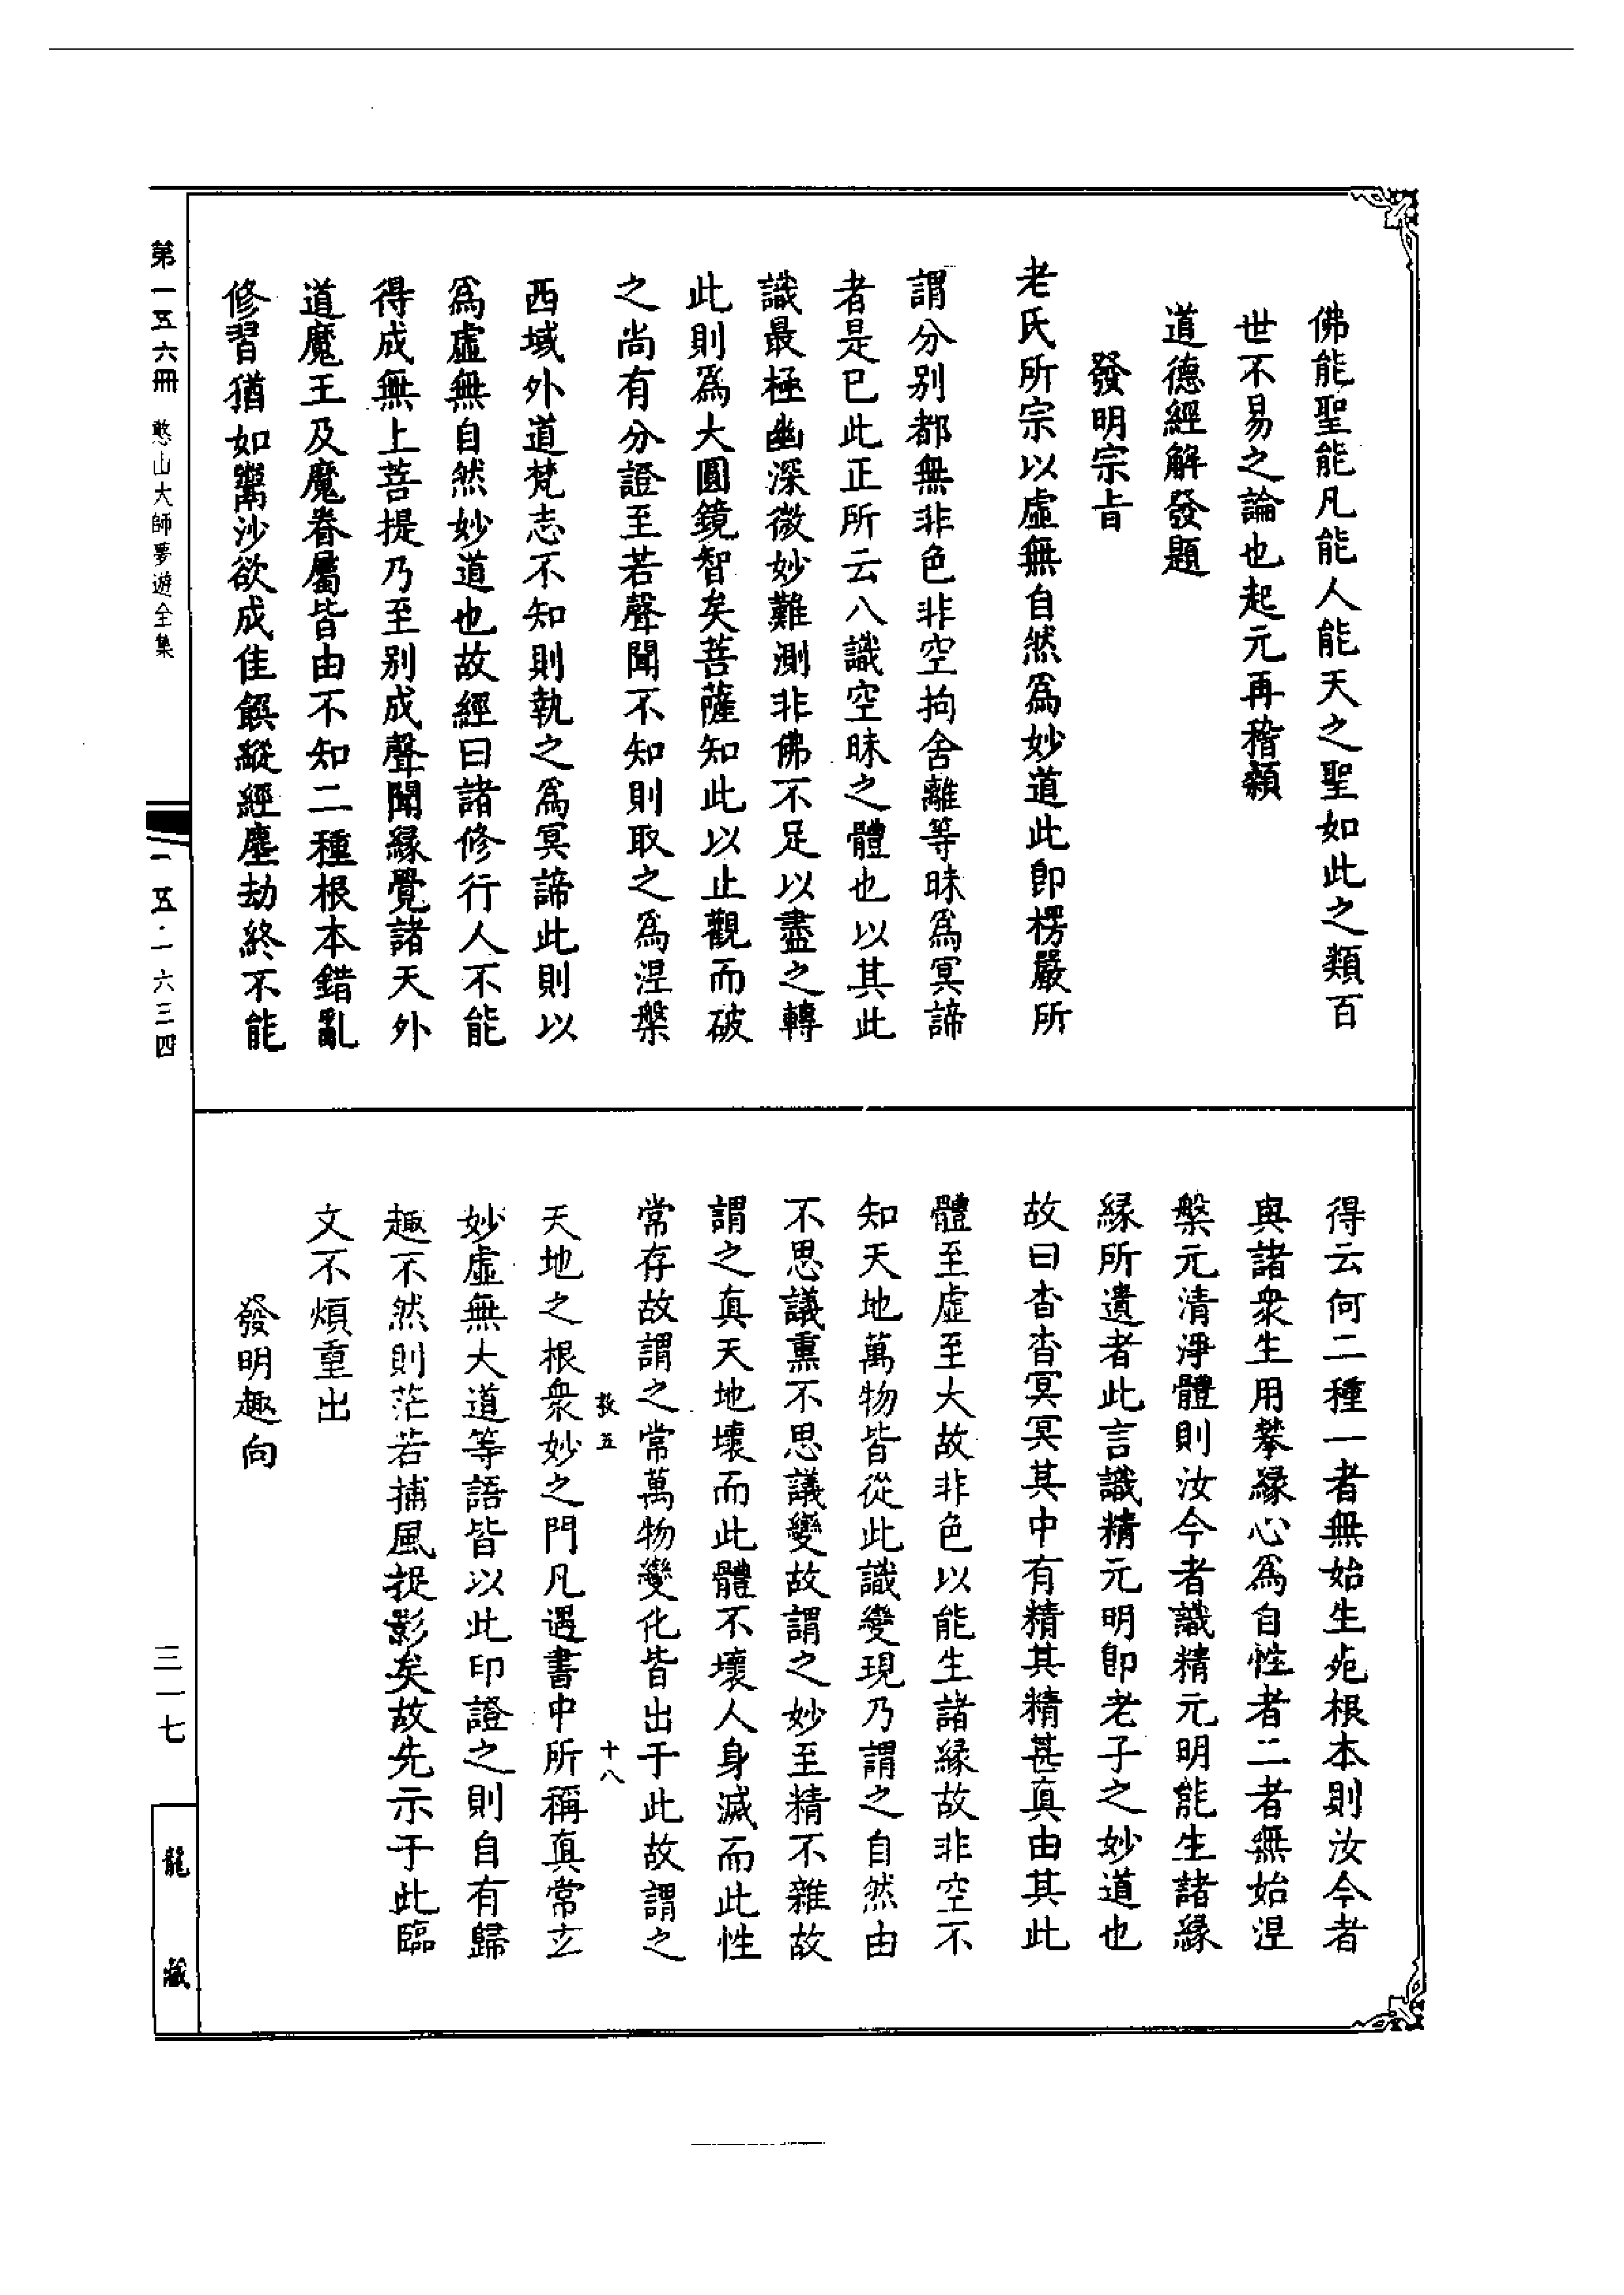 佛能聖能凡能人能天之聖如此之類百
世不易之論也起元再稽顙
道德經解發題
發明宗旨
老氏所宗以虛無自然爲妙道此卽楞嚴所
謂分別都無非色非空拘舍離等昧爲冥諦
者是已此正所云八識空昧之體也以其此
識最極幽深微妙難測非佛不足以盡之轉
此則爲大圓鏡智矣菩薩知此以止觀而破
之尚有分證至若聲聞不知則取之爲涅槃
西域外道梵志不知則執之爲冥諦此則以
爲虛無自然妙道也故經曰諸修行人不能
得成無上菩提乃至別成聲聞緣覺諸天外
道魔王及魔眷屬皆由不知二種根本錯亂
修習猶如煑沙欲成佳饌縱經塵劫終不能
得云何二種一者無始生死根本則汝今者
與諸衆生用攀緣心爲自性者二者無始涅
槃元清淨體則汝今者識精元明能生諸緣
緣所遺者此言識精元明卽老子之妙道也
故曰杳杳冥冥其中有精其精甚真由其此
體至虛至大故非色以能生諸緣故非空不
知天地萬物皆從此識變現乃謂之自然由
不思議熏不思議變故謂之妙至精不雜故
謂之真天地壞而此體不壞人身滅而此性
常存故謂之常萬物變化皆出于此故謂之
敦五　十八
天地之根衆妙之門凡遇書中所稱真常玄
妙虛無大道等語皆以此印證之則自有歸
趣不然則茫若捕風捉影矣故先示于此臨
文不煩重出
發明趣向
第一五六冊　憨山大師夢遊全集
一五·一六三四
三一七
龍藏